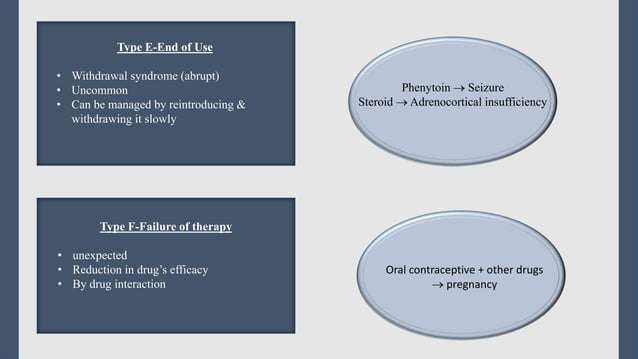 Type E-End of Use
• Withdrawal syndrome (abrupt)
• Uncommon
• Can be managed by reintroducing &
withdrawing it slowly
Phenytoin → Seizure
Steroid → Adrenocortical insufficiency
Type F-Failure of therapy
• unexpected
• Reduction in drug's efficacy
• By drug interaction
Oral contraceptive + other drugs
→ pregnancy